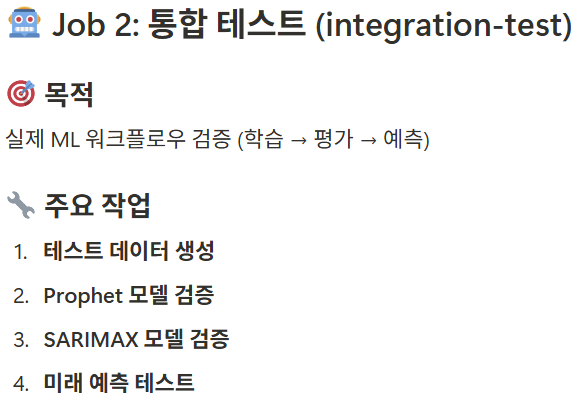 🤖 Job 2: 통합 테스트 (integration-test)
🎯 목적
실제 ML 워크플로우 검증 (학습 → 평가 → 예측)
🔧 주요 작업
1. 테스트 데이터 생성
2. Prophet 모델 검증
3. SARIMAX 모델 검증
4. 미래 예측 테스트